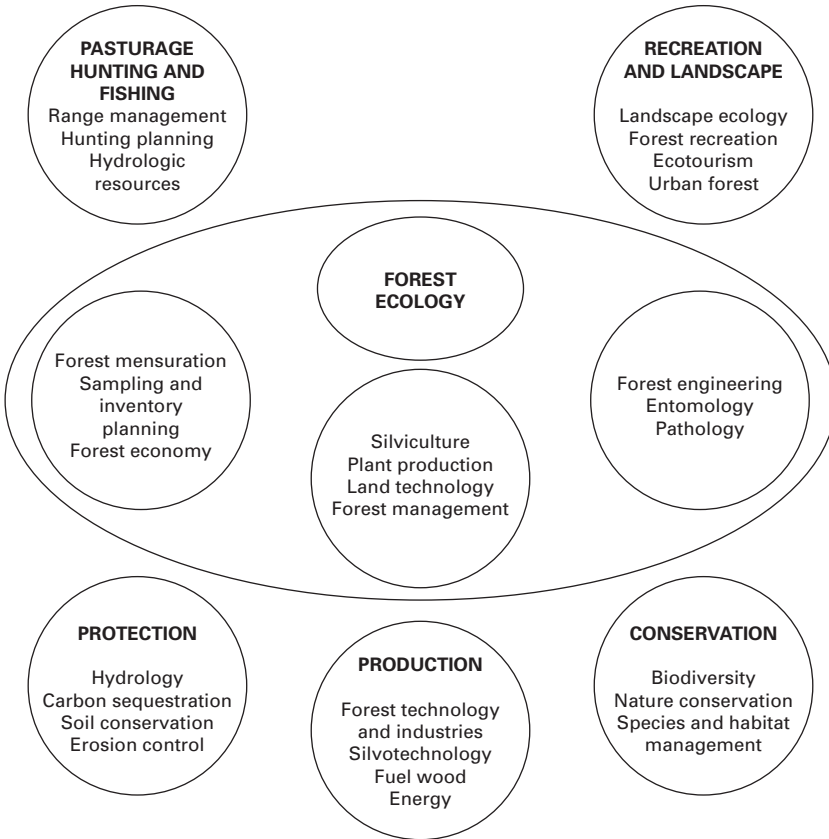 PASTURAGE
HUNTING AND
FISHING
Range management
Hunting planning
Hydrologic
resources
RECREATION
AND LANDSCAPE
Landscape ecology
Forest recreation
Ecotourism
Urban forest
FOREST
ECOLOGY
Forest mensuration
Sampling and
inventory
planning
Forest economy
Silviculture
Plant production
Land technology
Forest management
Forest engineering
Entomology
Pathology
PROTECTION
Hydrology
Carbon sequestration
Soil conservation
Erosion control
PRODUCTION
Forest technology
and industries
Silvotechnology
Fuel wood
Energy
CONSERVATION
Biodiversity
Nature conservation
Species and habitat
management